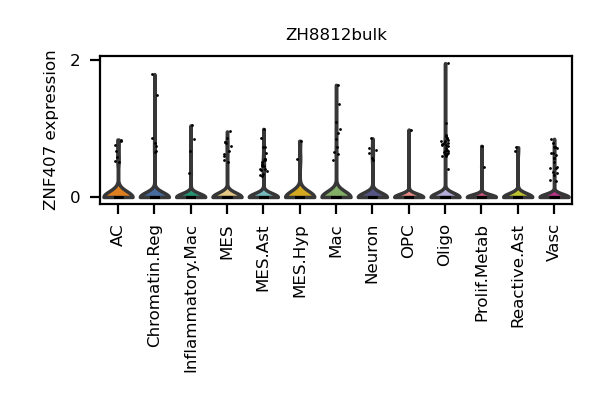 ZH8812bulk
ZNF407 expression
2
0
AC
Chromatin.Reg
Inflammatory.Mac
MES
MES.Ast
MES.Hyp
Mac
Neuron
OPC
Oligo
Prolif.Metab
Reactive.Ast
Vasc